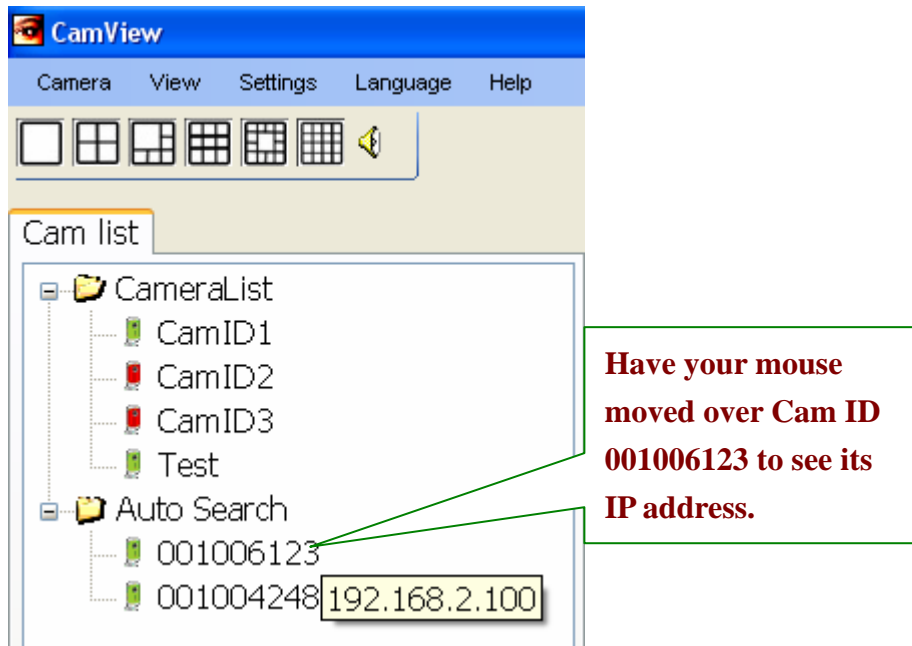 CamView
Camera View Settings Language Help
Cam list
CameraList
CamID1
CamID2
CamID3
Test
Auto Search
001006123
001004248
192.168.2.100
Have your mouse
moved over Cam ID
001006123 to see its
IP address.